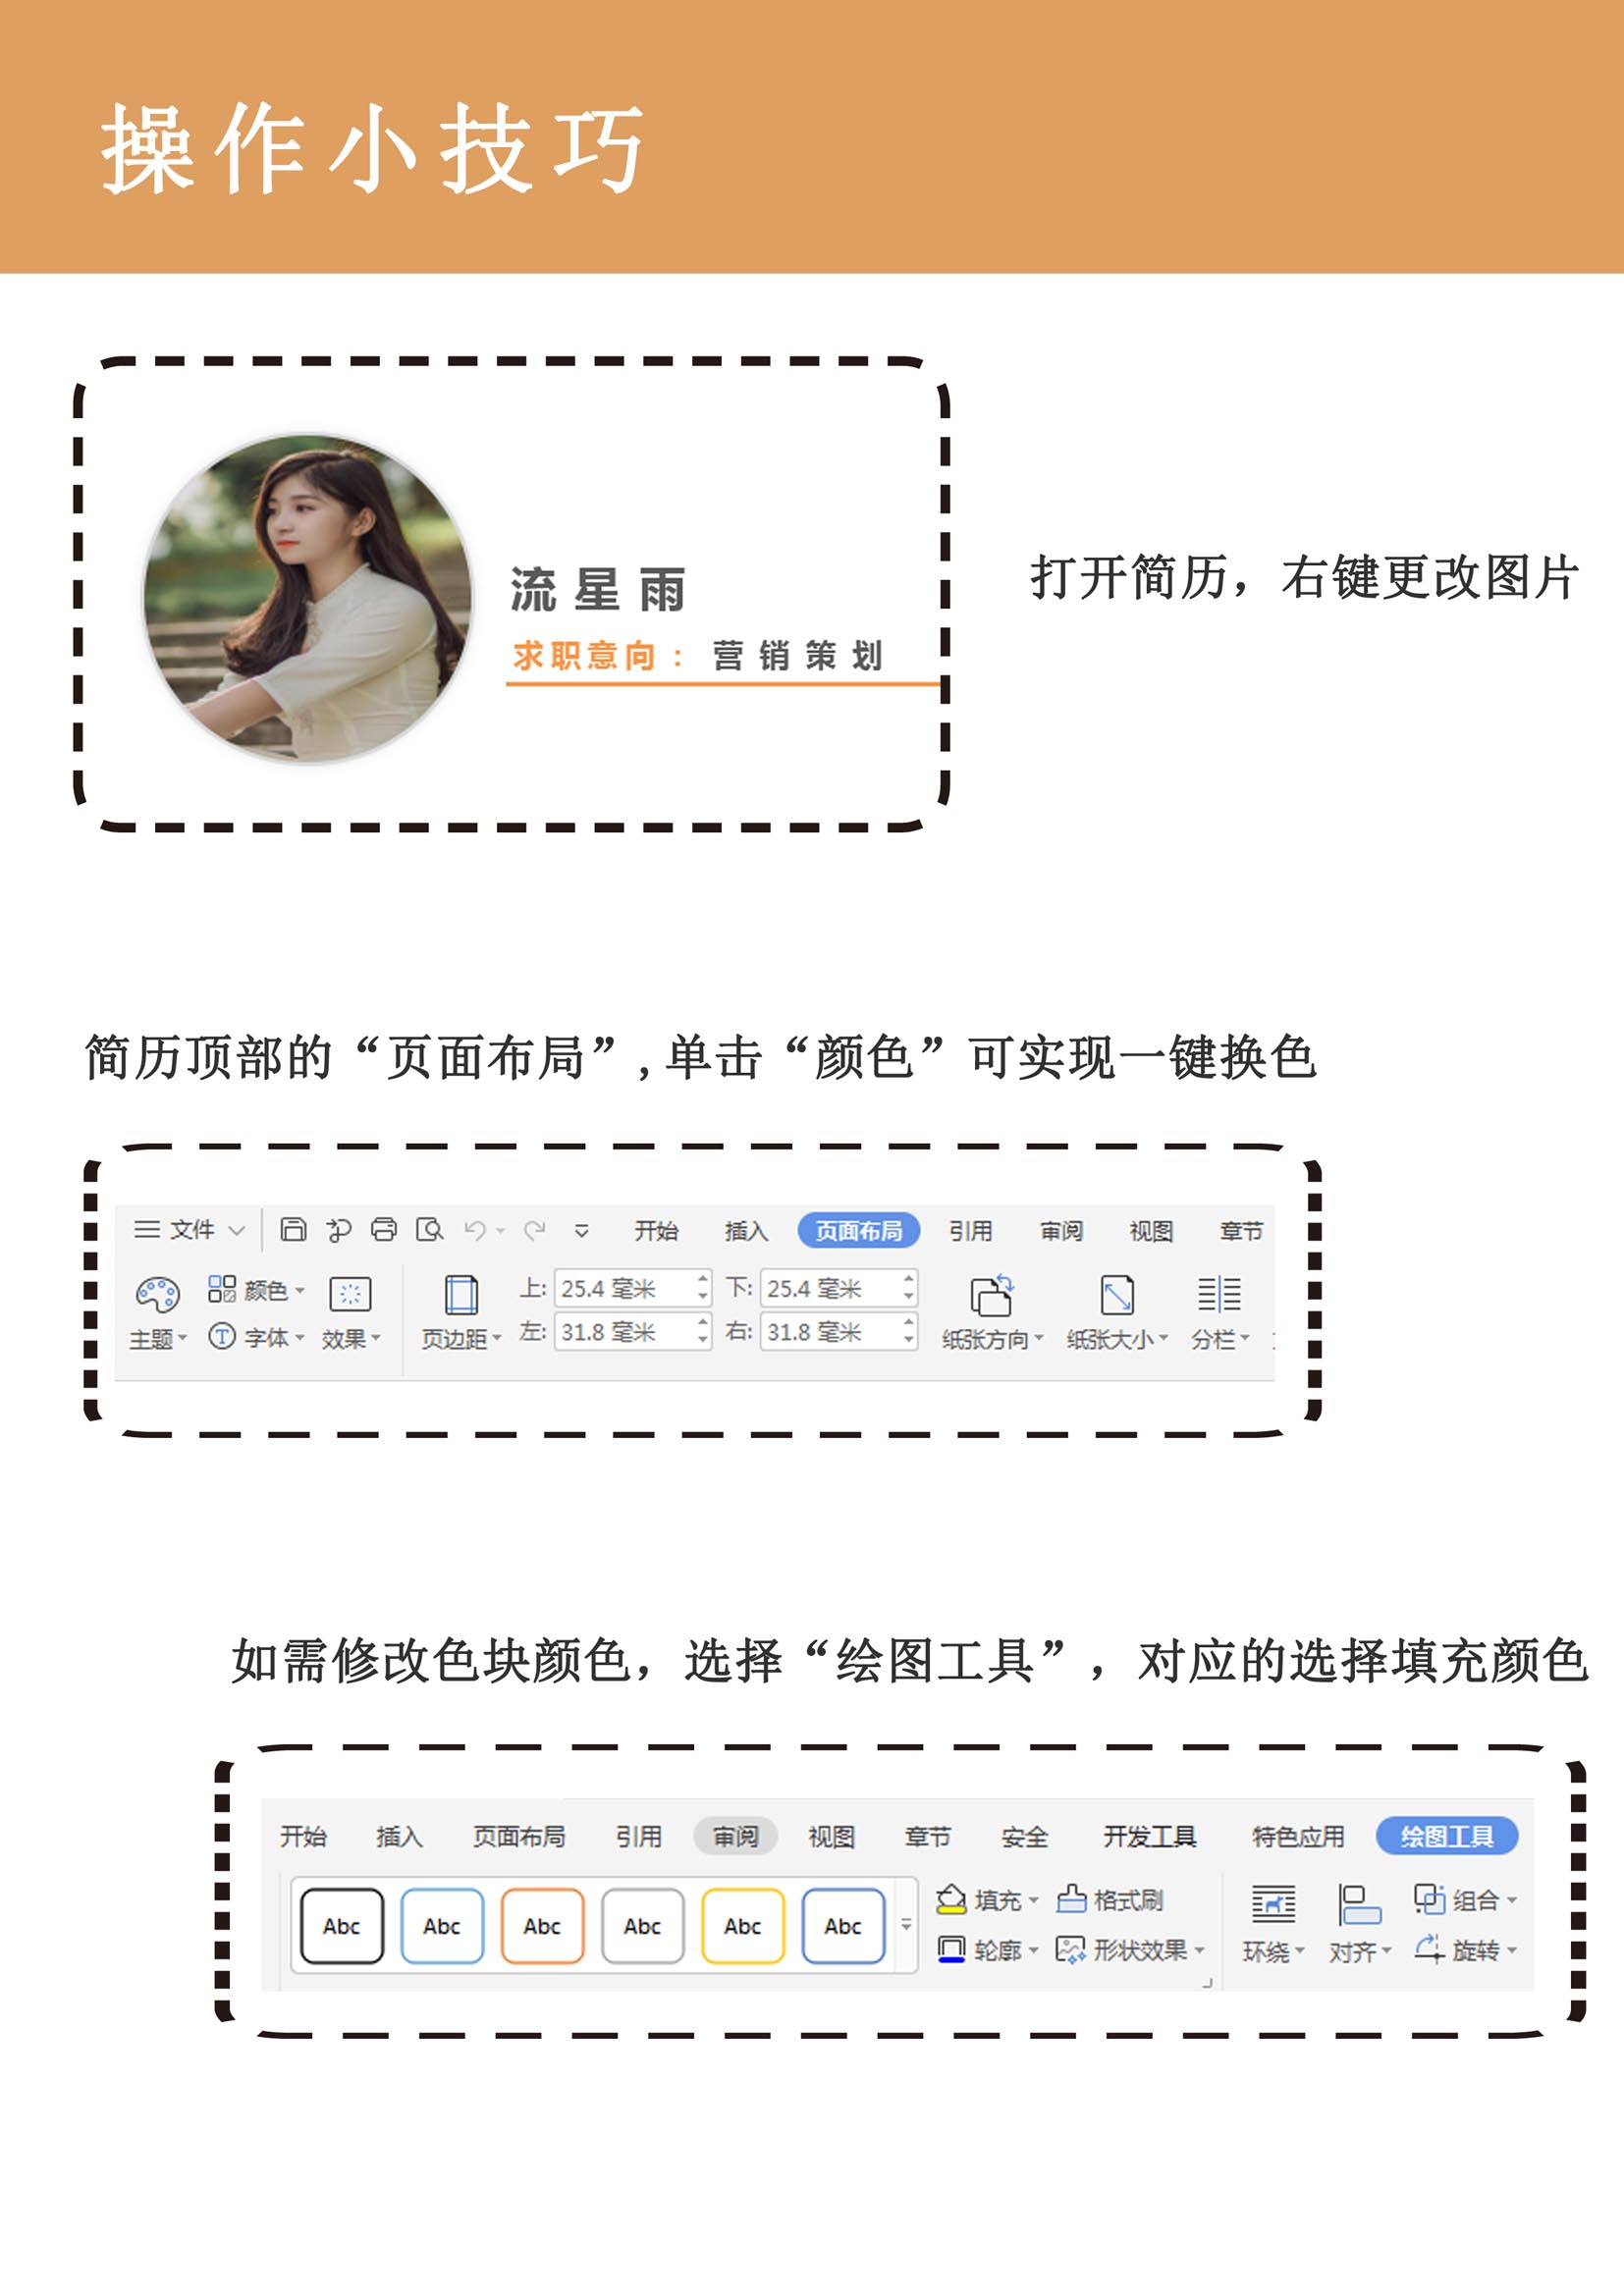 操作小技巧
流星雨
求职意向：营销策划
打开简历，右键更改图片
简历顶部的“页面布局”,单击“颜色”可实现一键换色
文件 开始 插入 页面布局 引用 审阅 视图 章节
颜色 上: 25.4 毫米 下: 25.4 毫米
主题 字体 效果 页边距 左: 31.8 毫米 右: 31.8 毫米 纸张方向 纸张大小 分栏
如需修改色块颜色，选择“绘图工具”，对应的选择填充颜色
开始 插入 页面布局 引用 审阅 视图 章节 安全 开发工具 特色应用 绘图工具
Abc Abc Abc Abc Abc Abc 填充 格式刷 组合
轮廓 形状效果 环绕 对齐 旋转